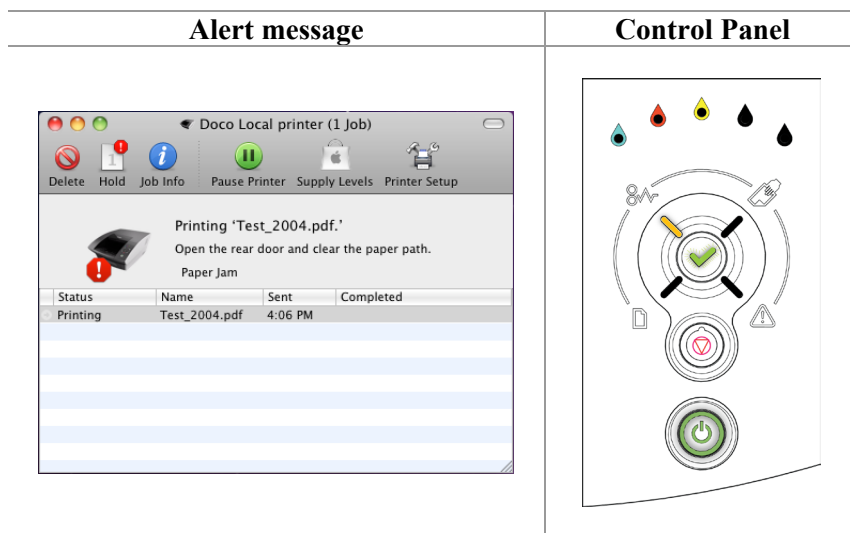 Alert message Control Panel
Doco Local printer (1 Job)
1
Delete Hold Job Info Pause Printer Supply Levels Printer Setup
Printing ‘Test_2004.pdf.’
Open the rear door and clear the paper path.
Paper Jam
Status Name Sent Completed
Printing Test_2004.pdf 4:06 PM